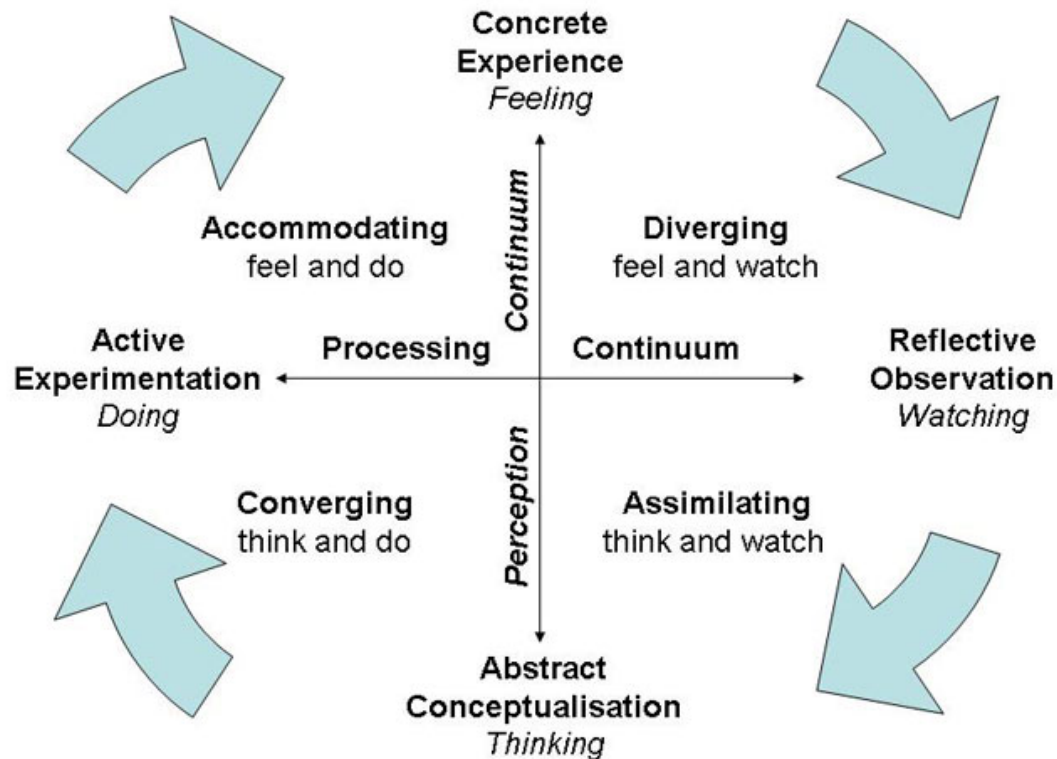 Concrete
Experience
Feeling
Continuum
Accommodating
feel and do
Diverging
feel and watch
Active
Experimentation
Doing
Processing
Continuum
Reflective
Observation
Watching
Converging
think and do
Perception
Assimilating
think and watch
Abstract
Conceptualisation
Thinking